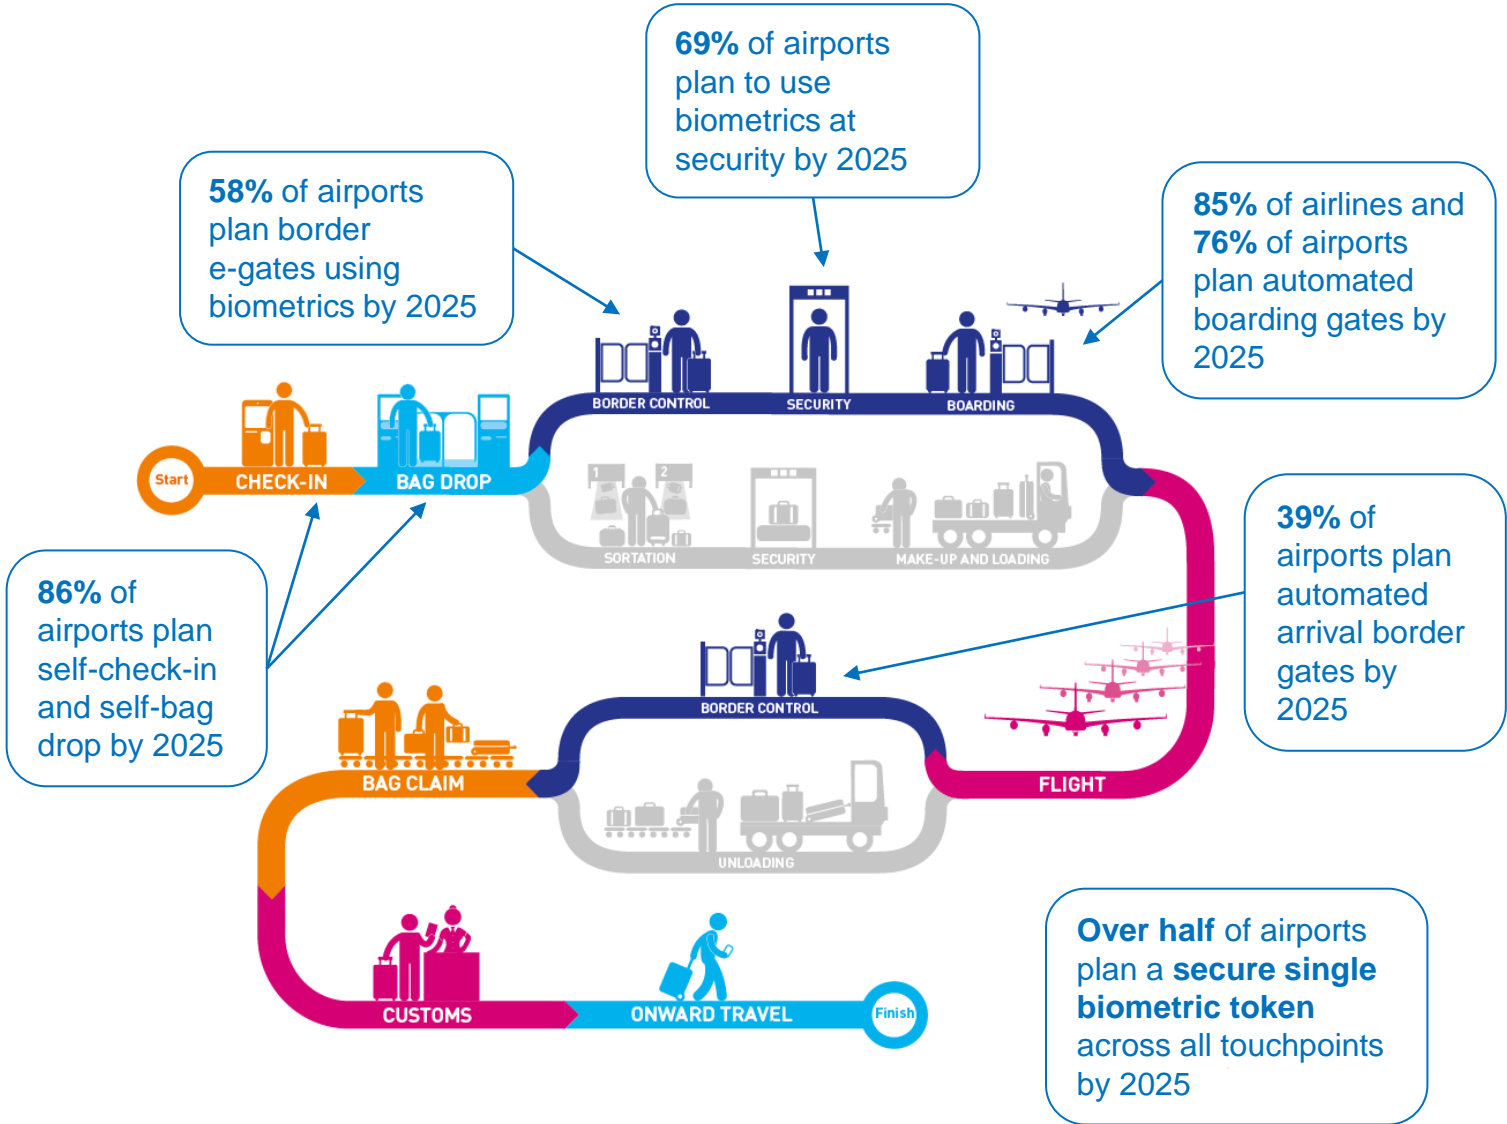 69% of airports
plan to use
biometrics at
security by 2025
58% of airports
plan border
e-gates using
biometrics by 2025
85% of airlines and
76% of airports
plan automated
boarding gates by
2025
BORDER CONTROL
SECURITY
BOARDING
Start
CHECK-IN
BAG DROP
1
2
SORTATION
SECURITY
MAKE-UP AND LOADING
86% of
airports plan
self-check-in
and self-bag
drop by 2025
39% of
airports plan
automated
arrival border
gates by
2025
BORDER CONTROL
BAG CLAIM
FLIGHT
UNLOADING
CUSTOMS
ONWARD TRAVEL
Finish
Over half of airports
plan a secure single
biometric token
across all touchpoints
by 2025